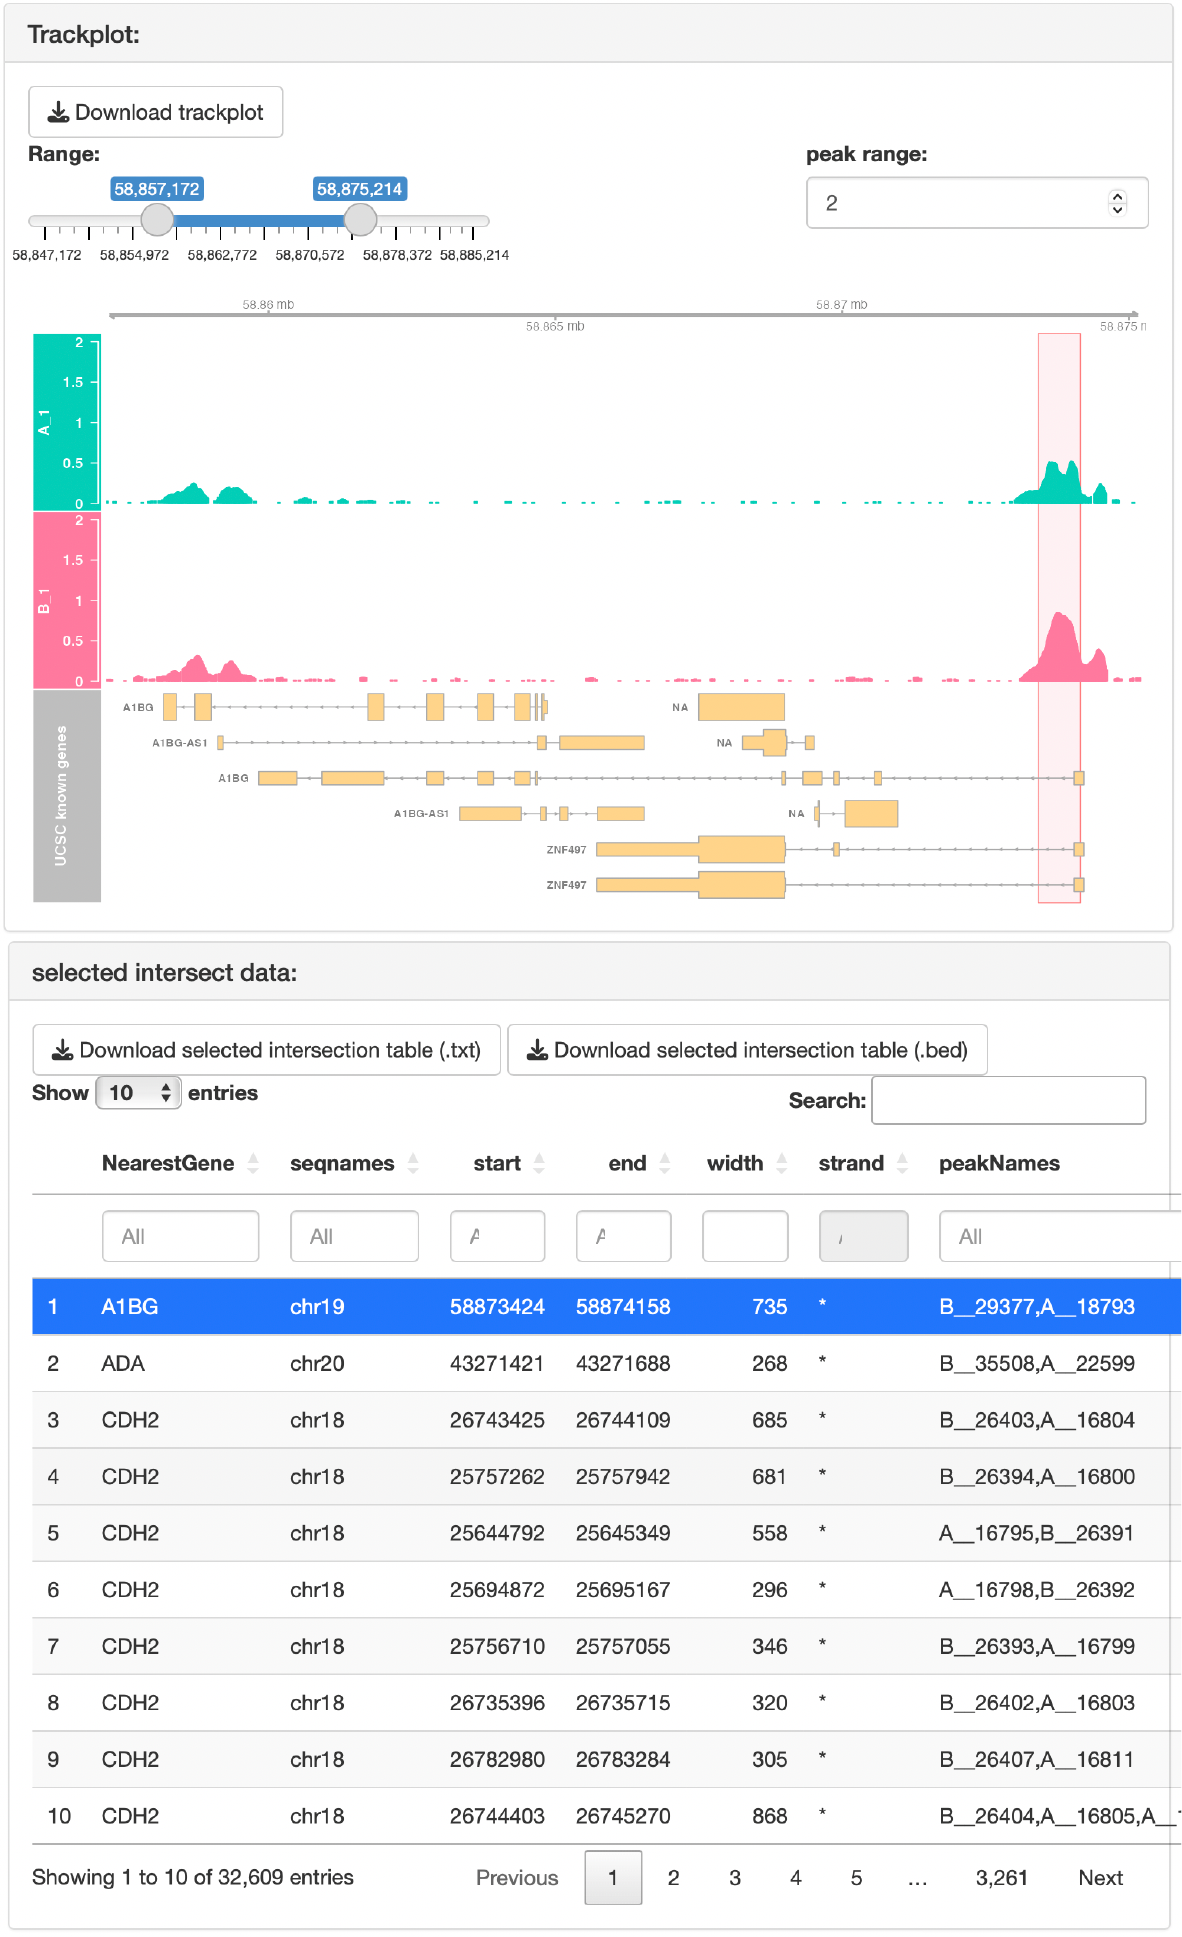 Trackplot:
Download trackplot
Range:
peak range:
58,857,172 58,875,214
2
58,847,172 58,854,972 58,862,772 58,870,572 58,878,372 58,885,214
58.86 mb 58.87 mb
58.865 mb 58.875 m
2
1.5
1
0.5
0
A_1
2
1.5
1
0.5
0
B_1
UCSC known genes
A1BG NA
A1BG-AS1 NA
A1BG
A1BG-AS1 NA
ZNF497
ZNF497
selected intersect data:
Download selected intersection table (.txt) Download selected intersection table (.bed)
Show 10 entries
Search:
NearestGene seqnames start end width strand peakNames
All All A A All
1 A1BG chr19 58873424 58874158 735 * B__29377,A__18793
2 ADA chr20 43271421 43271688 268 * B__35508,A__22599
3 CDH2 chr18 26743425 26744109 685 * B__26403,A__16804
4 CDH2 chr18 25757262 25757942 681 * B__26394,A__16800
5 CDH2 chr18 25644792 25645349 558 * A__16795,B__26391
6 CDH2 chr18 25694872 25695167 296 * A__16798,B__26392
7 CDH2 chr18 25756710 25757055 346 * B__26393,A__16799
8 CDH2 chr18 26735396 26735715 320 * B__26402,A__16803
9 CDH2 chr18 26782980 26783284 305 * B__26407,A__16811
10 CDH2 chr18 26744403 26745270 868 * B__26404,A__16805,A__
Showing 1 to 10 of 32,609 entries
Previous 1 2 3 4 5 ... 3,261 Next